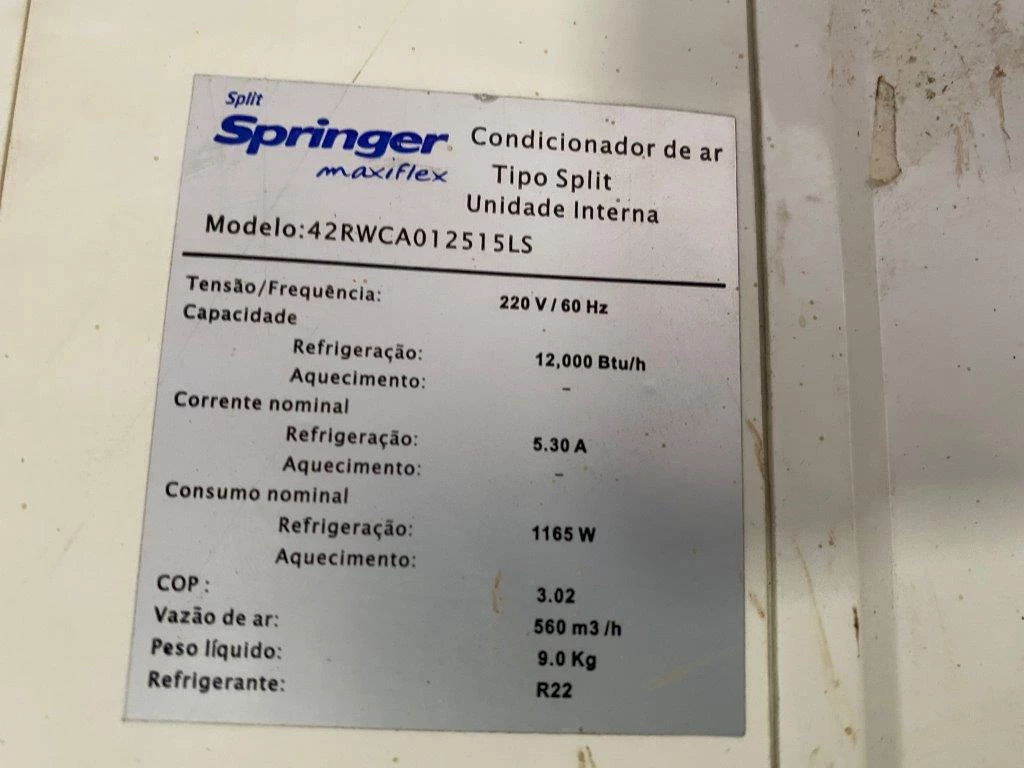 Split
Springer
maxiflex
Condicionador de ar
Tipo Split
Unidade Interna
Modelo:42RWCA012515LS
Tensão/Frequência: 220 V / 60 Hz
Capacidade
Refrigeração: 12,000 Btu/h
Aquecimento: –
Corrente nominal
Refrigeração: 5.30 A
Aquecimento: –
Consumo nominal
Refrigeração: 1165 W
Aquecimento:
COP : 3.02
Vazão de ar: 560 m3 /h
Peso líquido: 9.0 Kg
Refrigerante: R22